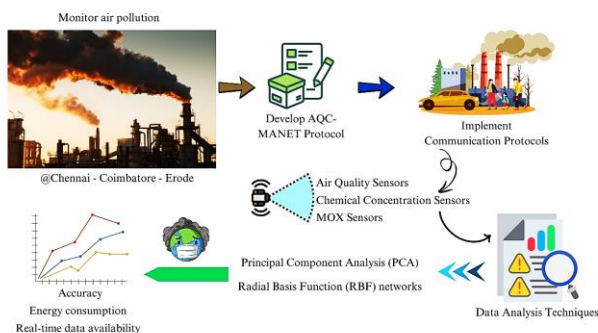 Monitor air pollution
@Chennai - Coimbatore - Erode
Develop AQC-
MANET Protocol
Implement
Communication Protocols
Air Quality Sensors
Chemical Concentration Sensors
MOX Sensors
Data Analysis Techniques
Principal Component Analysis (PCA)
Radial Basis Function (RBF) networks
Accuracy
Energy consumption
Real-time data availability